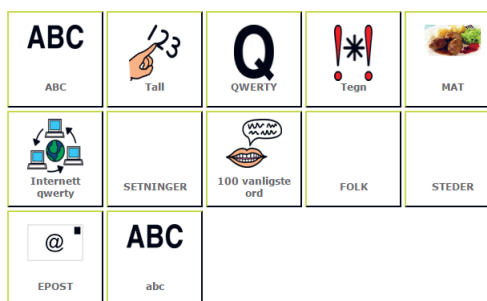 ABC
123
Q
!*!
ABC
Tall
QWERTY
Tegn
MAT
Internett
qwerty
SETNINGER
100 vanligste
ord
FOLK
STEDER
@
ABC
EPOST
abc